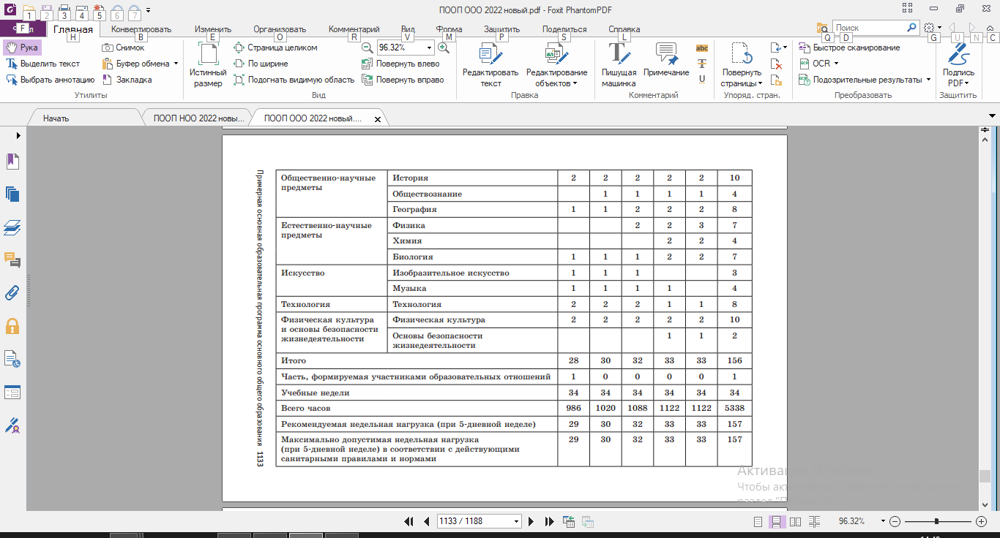 ПООП ООО 2022 новый.pdf - Foxit PhantomPDF
1 2 3 4 5 6 7
F Главная Конвертировать Изменить Организовать Комментарий Вид Форма Защитить Поделиться Справка Поиск
H B E O R V M P S L Q D G U N C
Рука Снимок Страница целиком 96.32% abc Быстрое сканирование
Выделить текст Буфер обмена По ширине Повернуть влево OCR
Выбрать аннотацию Закладка Подогнать видимую область Повернуть вправо Подозрительные результаты
Истинный размер
Редактировать текст
Редактирование объектов
Пишущая машинка
Примечание
Повернуть страницы
Подпись PDF
Утилиты Вид Правка Комментарий Упоряд. стран. Преобразовать Защитить
Начать ПООП НОО 2022 новы... ПООП ООО 2022 новый....
Примерная основная образовательная программа основного общего образования 1133
Общественно-научные История 2 2 2 2 2 10
предметы
Обществознание 1 1 1 1 4
География 1 1 2 2 2 8
Естественно-научные Физика 2 2 3 7
предметы
Химия 2 2 4
Биология 1 1 1 2 2 7
Искусство Изобразительное искусство 1 1 1 3
Музыка 1 1 1 1 4
Технология Технология 2 2 2 1 1 8
Физическая культура Физическая культура 2 2 2 2 2 10
и основы безопасности
жизнедеятельности
Основы безопасности 1 1 2
жизнедеятельности
Итого 28 30 32 33 33 156
Часть, формируемая участниками образовательных отношений 1 0 0 0 0 1
Учебные недели 34 34 34 34 34 34
Всего часов 986 1020 1088 1122 1122 5338
Рекомендуемая недельная нагрузка (при 5-дневной неделе) 29 30 32 33 33 157
Максимально допустимая недельная нагрузка 29 30 32 33 33 157
(при 5-дневной неделе) в соответствии с действующими
санитарными правилами и нормами
Активация Windows
Чтобы
раздел
1133 / 1188 96.32%